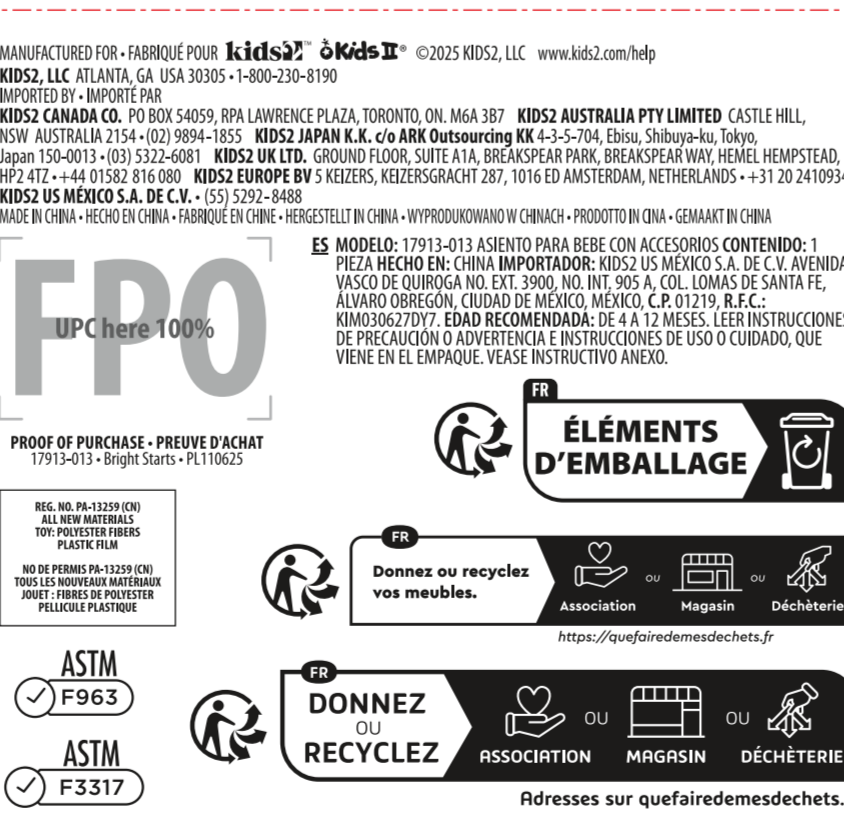 MANUFACTURED FOR • FABRIQUÉ POUR kids2™ Kids II® ©2025 KIDS2, LLC www.kids2.com/help
KIDS2, LLC ATLANTA, GA USA 30305 • 1-800-230-8190
IMPORTED BY • IMPORTÉ PAR
KIDS2 CANADA CO. PO BOX 54059, RPA LAWRENCE PLAZA, TORONTO, ON. M6A 3B7 KIDS2 AUSTRALIA PTY LIMITED CASTLE HILL,
NSW AUSTRALIA 2154 • (02) 9894-1855 KIDS2 JAPAN K.K. c/o ARK Outsourcing KK 4-3-5-704, Ebisu, Shibuya-ku, Tokyo,
Japan 150-0013 • (03) 5322-6081 KIDS2 UK LTD. GROUND FLOOR, SUITE A1A, BREAKSPEAR PARK, BREAKSPEAR WAY, HEMEL HEMPSTEAD,
HP2 4TZ • +44 01582 816 080 KIDS2 EUROPE BV 5 KEIZERS, KEIZERSGRACHT 287, 1016 ED AMSTERDAM, NETHERLANDS • +31 20 2410934
KIDS2 US MÉXICO S.A. DE C.V. • (55) 5292-8488
MADE IN CHINA • HECHO EN CHINA • FABRIQUÉ EN CHINE • HERGESTELLT IN CHINA • WYPRODUKOWANO W CHINACH • PRODOTTO IN CINA • GEMAAKT IN CHINA
FPO
UPC here 100%
PROOF OF PURCHASE • PREUVE D'ACHAT
17913-013 • Bright Starts • PL110625
ES MODELO: 17913-013 ASIENTO PARA BEBE CON ACCESORIOS CONTENIDO: 1
PIEZA HECHO EN: CHINA IMPORTADOR: KIDS2 US MÉXICO S.A. DE C.V. AVENIDA
VASCO DE QUIROGA NO. EXT. 3900, NO. INT. 905 A, COL. LOMAS DE SANTA FE,
ÁLVARO OBREGÓN, CIUDAD DE MÉXICO, MÉXICO, C.P. 01219, R.F.C.:
KIM030627DY7. EDAD RECOMENDADA: DE 4 A 12 MESES. LEER INSTRUCCIONES
DE PRECAUCIÓN O ADVERTENCIA E INSTRUCCIONES DE USO O CUIDADO, QUE
VIENE EN EL EMPAQUE. VEASE INSTRUCTIVO ANEXO.
FR
ÉLÉMENTS
D'EMBALLAGE
REG. NO. PA-13259 (CN)
ALL NEW MATERIALS
TOY: POLYESTER FIBERS
PLASTIC FILM
NO DE PERMIS PA-13259 (CN)
TOUS LES NOUVEAUX MATÉRIAUX
JOUET : FIBRES DE POLYESTER
PELLICULE PLASTIQUE
FR
Donnez ou recyclez
vos meubles.
Association OU Magasin OU Déchèterie
https://quefairedemesdechets.fr
ASTM
F963
ASTM
F3317
FR
DONNEZ
OU
RECYCLEZ
ASSOCIATION OU MAGASIN OU DÉCHÈTERIE
Adresses sur quefairedemesdechets.